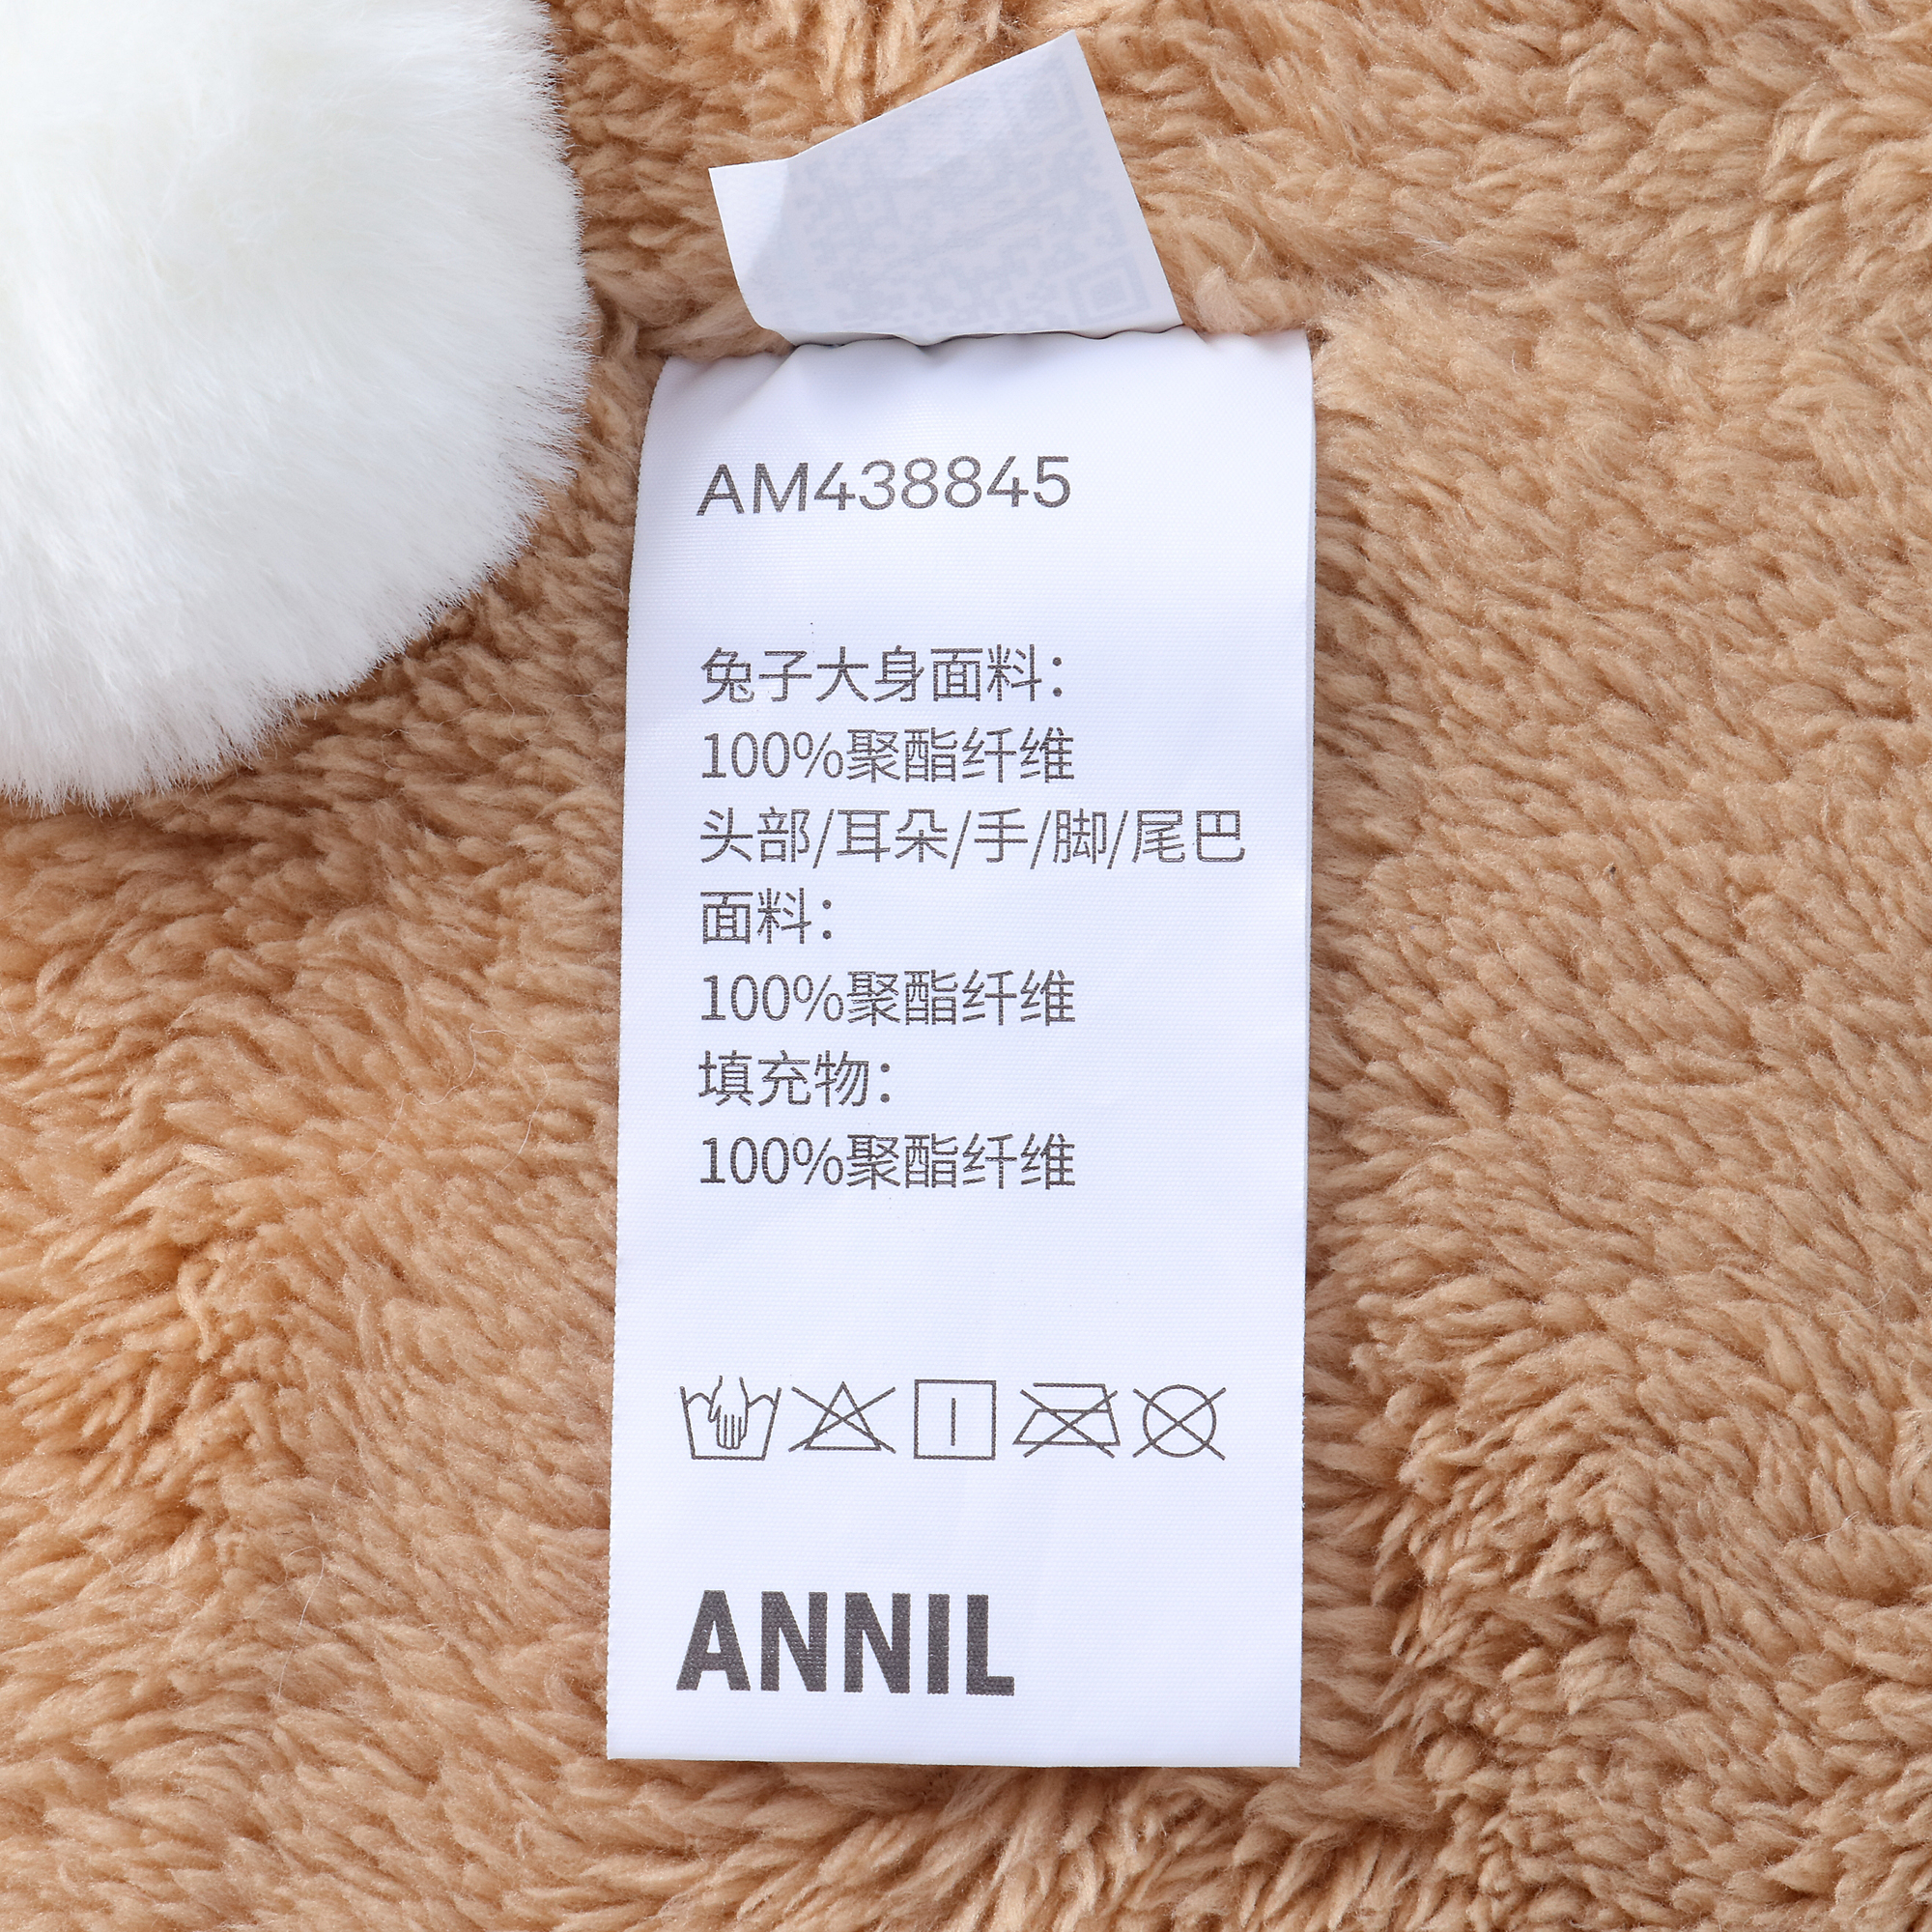 AM438845
兔子大身面料：
100%聚酯纤维
头部/耳朵/手/脚/尾巴
面料：
100%聚酯纤维
填充物：
100%聚酯纤维
ANNIL